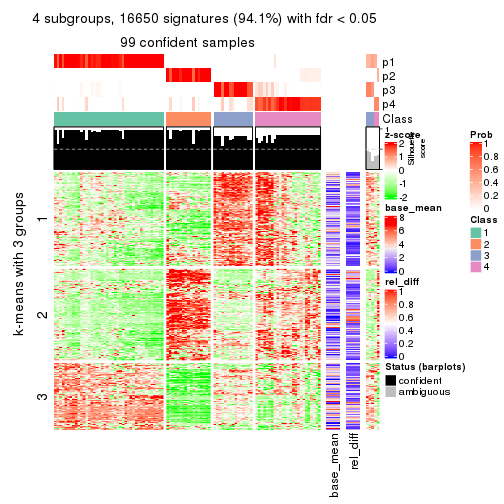 4 subgroups, 16650 signatures (94.1%) with fdr < 0.05
99 confident samples
p1
p2
p3
p4
Class
1
Silhouette
score
z-score
2
1
0
-1
-2
Prob
1
0.8
0.6
0.4
0.2
0
base_mean
8
6
4
2
0
Class
1
2
3
4
rel_diff
1
0.8
0.6
0.4
0.2
0
Status (barplots)
confident
ambiguous
k-means with 3 groups
1
2
3
base_mean
rel_diff